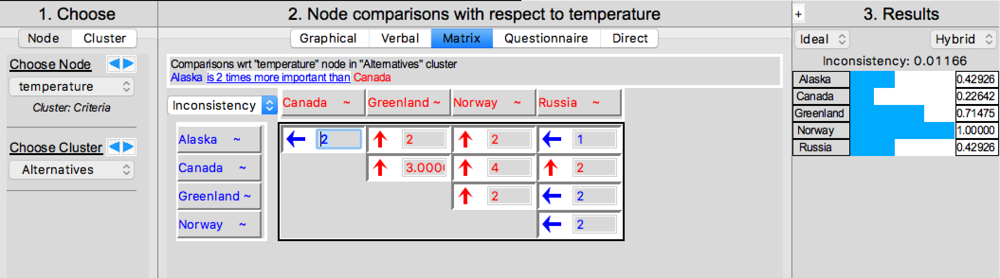 1. Choose
Node Cluster
Choose Node
temperature
Cluster: Criteria
Choose Cluster
Alternatives
2. Node comparisons with respect to temperature
Graphical Verbal Matrix Questionnaire Direct
Comparisons wrt "temperature" node in "Alternatives" cluster
Alaska is 2 times more important than Canada
Inconsistency Canada ~ Greenland ~ Norway ~ Russia ~
Alaska ~ 2 2 2 1
Canada ~ 3.000 4 2
Greenland ~ 2 2
Norway ~ 2
+ 3. Results
Ideal Hybrid
Inconsistency: 0.01166
Alaska 0.42926
Canada 0.22642
Greenland 0.71475
Norway 1.00000
Russia 0.42926